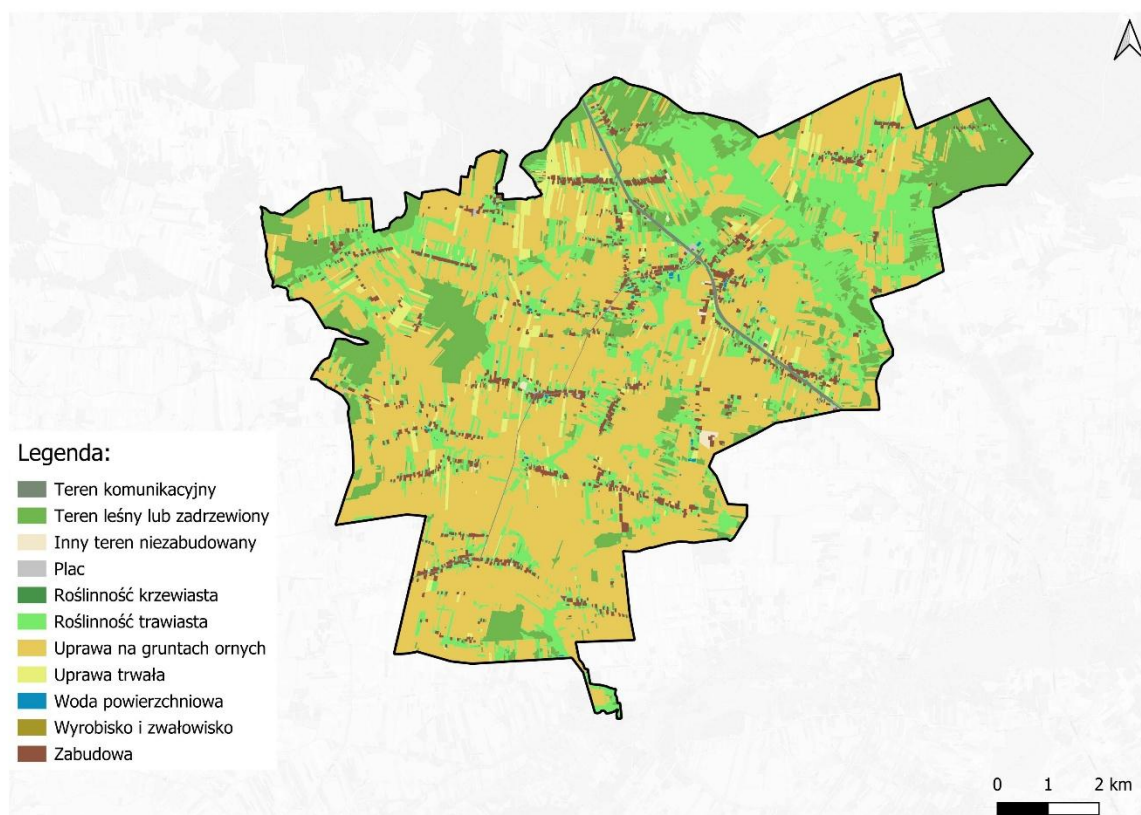 Legenda:
Teren komunikacyjny
Teren leśny lub zadrzewiony
Inny teren niezabudowany
Plac
Roślinność krzewiasta
Roślinność trawiasta
Uprawa na gruntach ornych
Uprawa trwała
Woda powierzchniowa
Wyrobisko i zwałowisko
Zabudowa
0 1 2 km